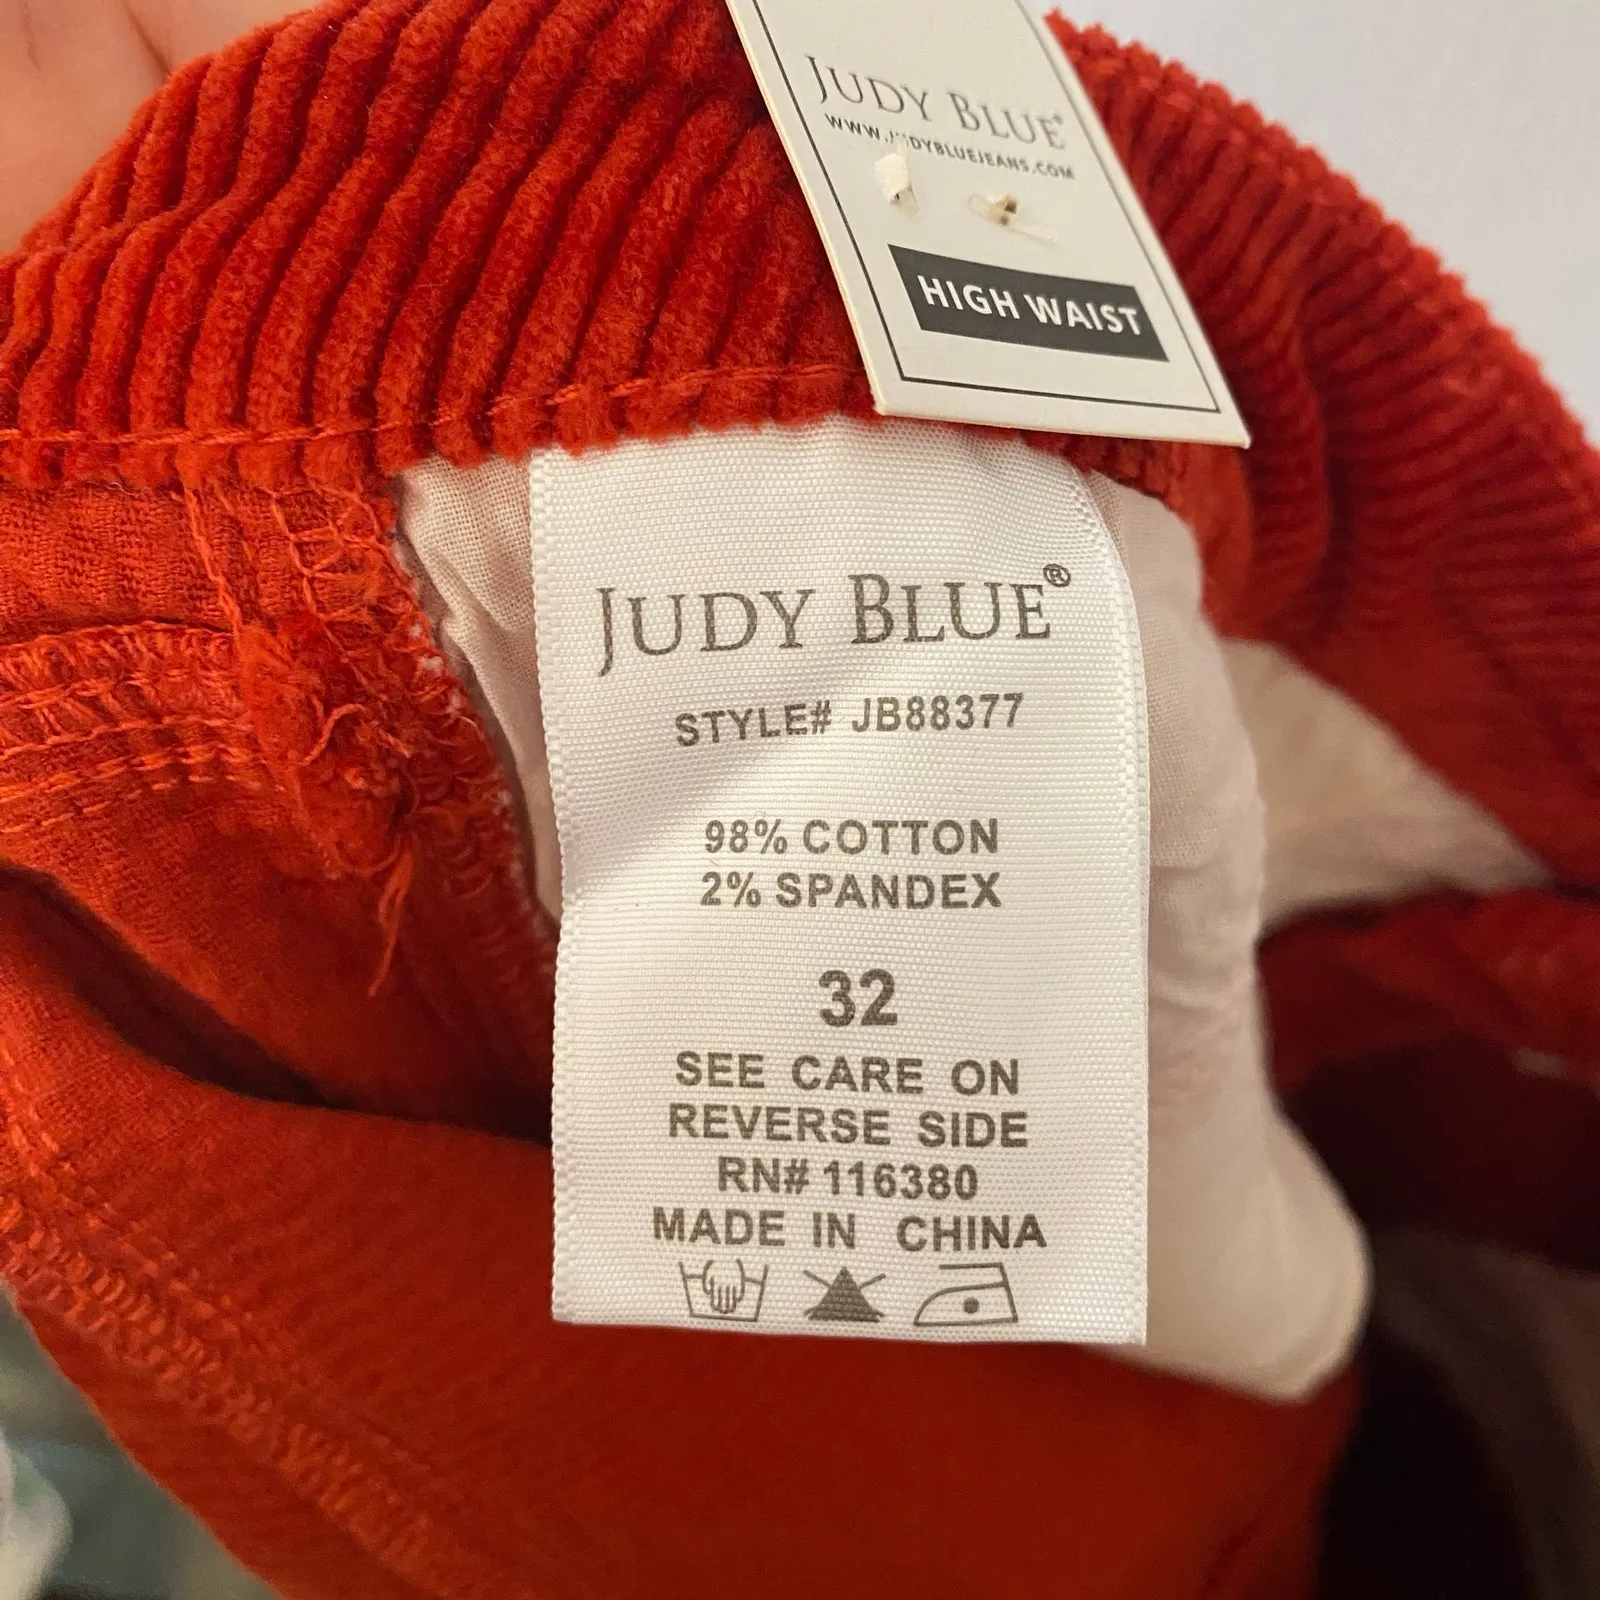 JUDY BLUE®
WWW.JUDYBLUEJEANS.COM
HIGH WAIST
JUDY BLUE®
STYLE# JB88377
98% COTTON
2% SPANDEX
32
SEE CARE ON
REVERSE SIDE
RN# 116380
MADE IN CHINA